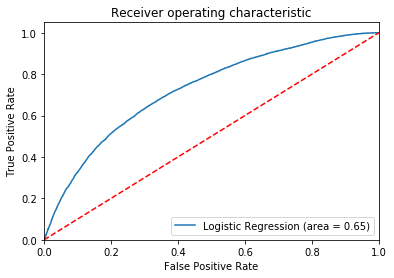 Receiver operating characteristic
True Positive Rate
1.0
0.8
0.6
0.4
0.2
0.0
Logistic Regression (area = 0.65)
0.0 0.2 0.4 0.6 0.8 1.0
False Positive Rate